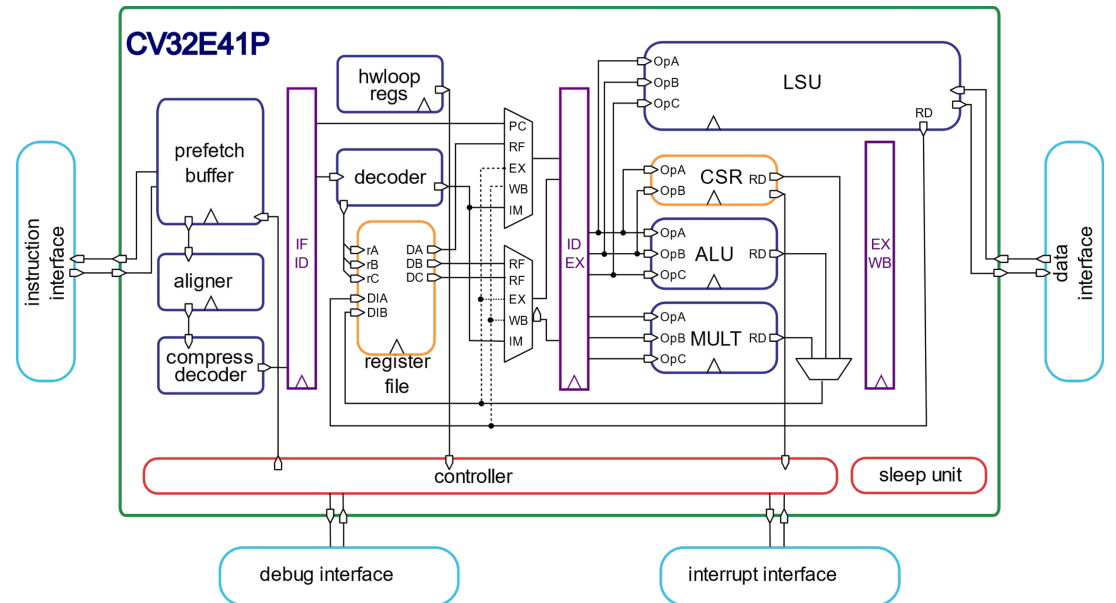 CV32E41P
instruction
interface
prefetch
buffer
aligner
compress
decoder
IF
ID
hwloop
regs
decoder
rA
rB
rC
DIA
DIB
DA
DB
DC
register
file
PC
RF
EX
WB
IM
RF
RF
EX
WB
IM
ID
EX
OpA
OpB
OpC
LSU
RD
OpA
OpB
CSR
RD
OpA
OpB
OpC
ALU
RD
OpA
OpB
OpC
MULT
RD
EX
WB
data
interface
controller
sleep unit
debug interface
interrupt interface